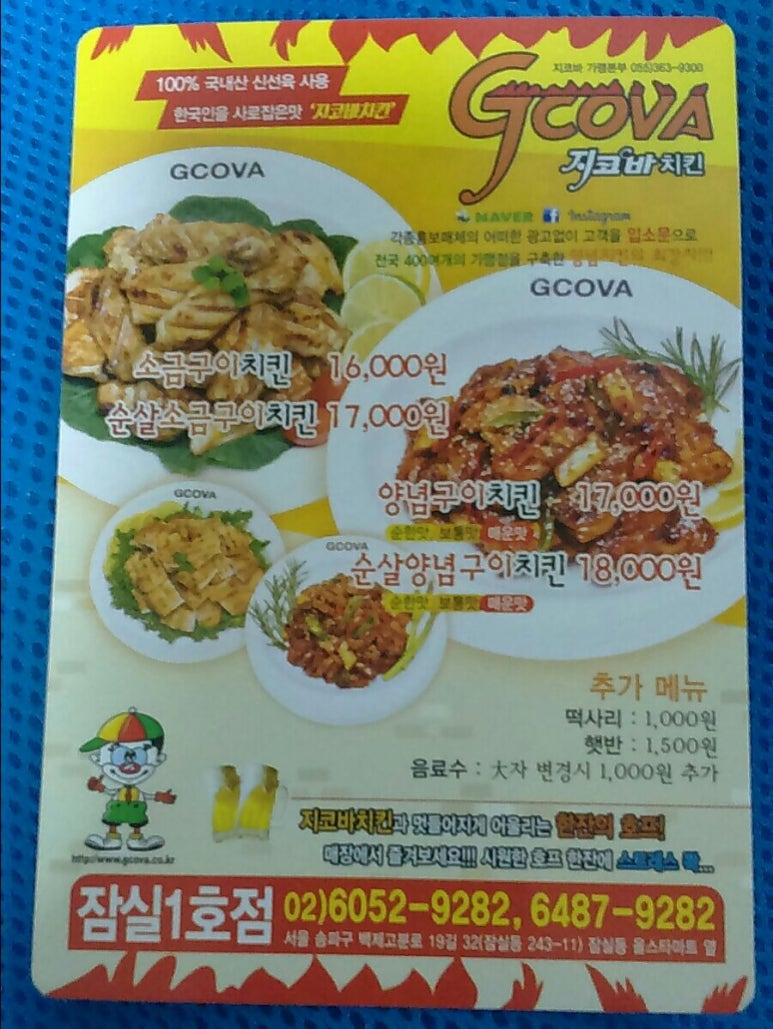 100% 국내산 신선육 사용
한국인을 사로잡은맛 '지코바치킨'
지코바 가맹본부 055)363-9300
GCOVA
지코바치킨
GCOVA
NAVER f Instagram
각종홍보매체의 어떠한 광고없이 고객을 입소문으로
전국 400여개의 가맹점을 구축한 양념치킨의 최강치킨
GCOVA
소금구이치킨 16,000원
순살소금구이치킨 17,000원
양념구이치킨 17,000원
순한맛 보통맛 매운맛
GCOVA
GCOVA
순살양념구이치킨 18,000원
순한맛 보통맛 매운맛
추가 메뉴
떡사리 : 1,000원
햇반 : 1,500원
음료수 : 大자 변경시 1,000원 추가
지코바치킨과 멋들어지게 어울리는 한잔의 호프!
매장에서 즐겨보세요!!! 시원한 호프 한잔에 스트레스 확...
http://www.gcova.co.kr
잠실1호점 02)6052-9282, 6487-9282
서울 송파구 백제고분로 19길 32(잠실동 243-11) 잠실동 올스타마트 옆